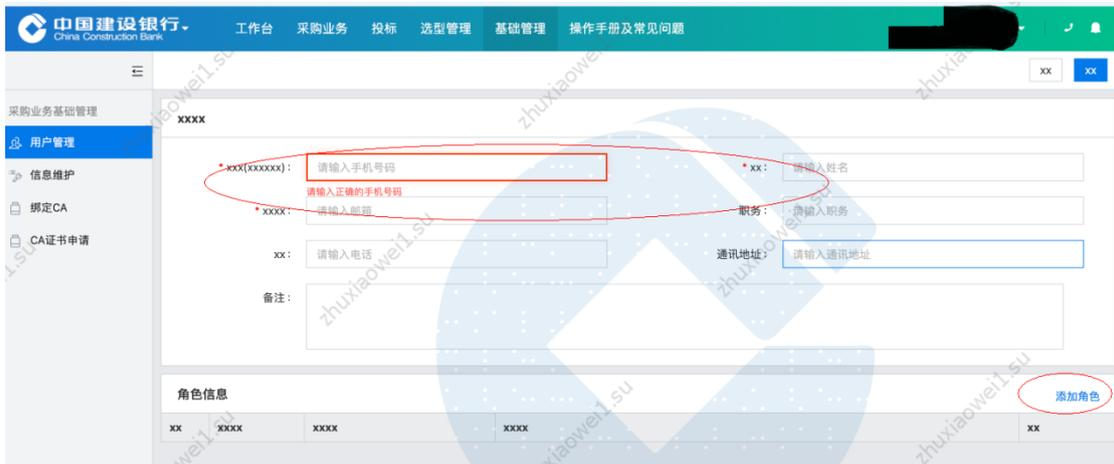 中国建设银行
China Construction Bank
工作台 采购业务 投标 选型管理 基础管理 操作手册及常见问题
xx xx
采购业务基础管理
用户管理
信息维护
绑定CA
CA证书申请
xxxx
* xxx(xxxxxx): 请输入手机号码 * xx: 请输入姓名
请输入正确的手机号码
* xxxx: 请输入邮箱 职务: 请输入职务
xx: 请输入电话 通讯地址: 请输入通讯地址
备注:
角色信息 添加角色
xx xxxx xxxx xxxx xx
zhuxiaowei1.su